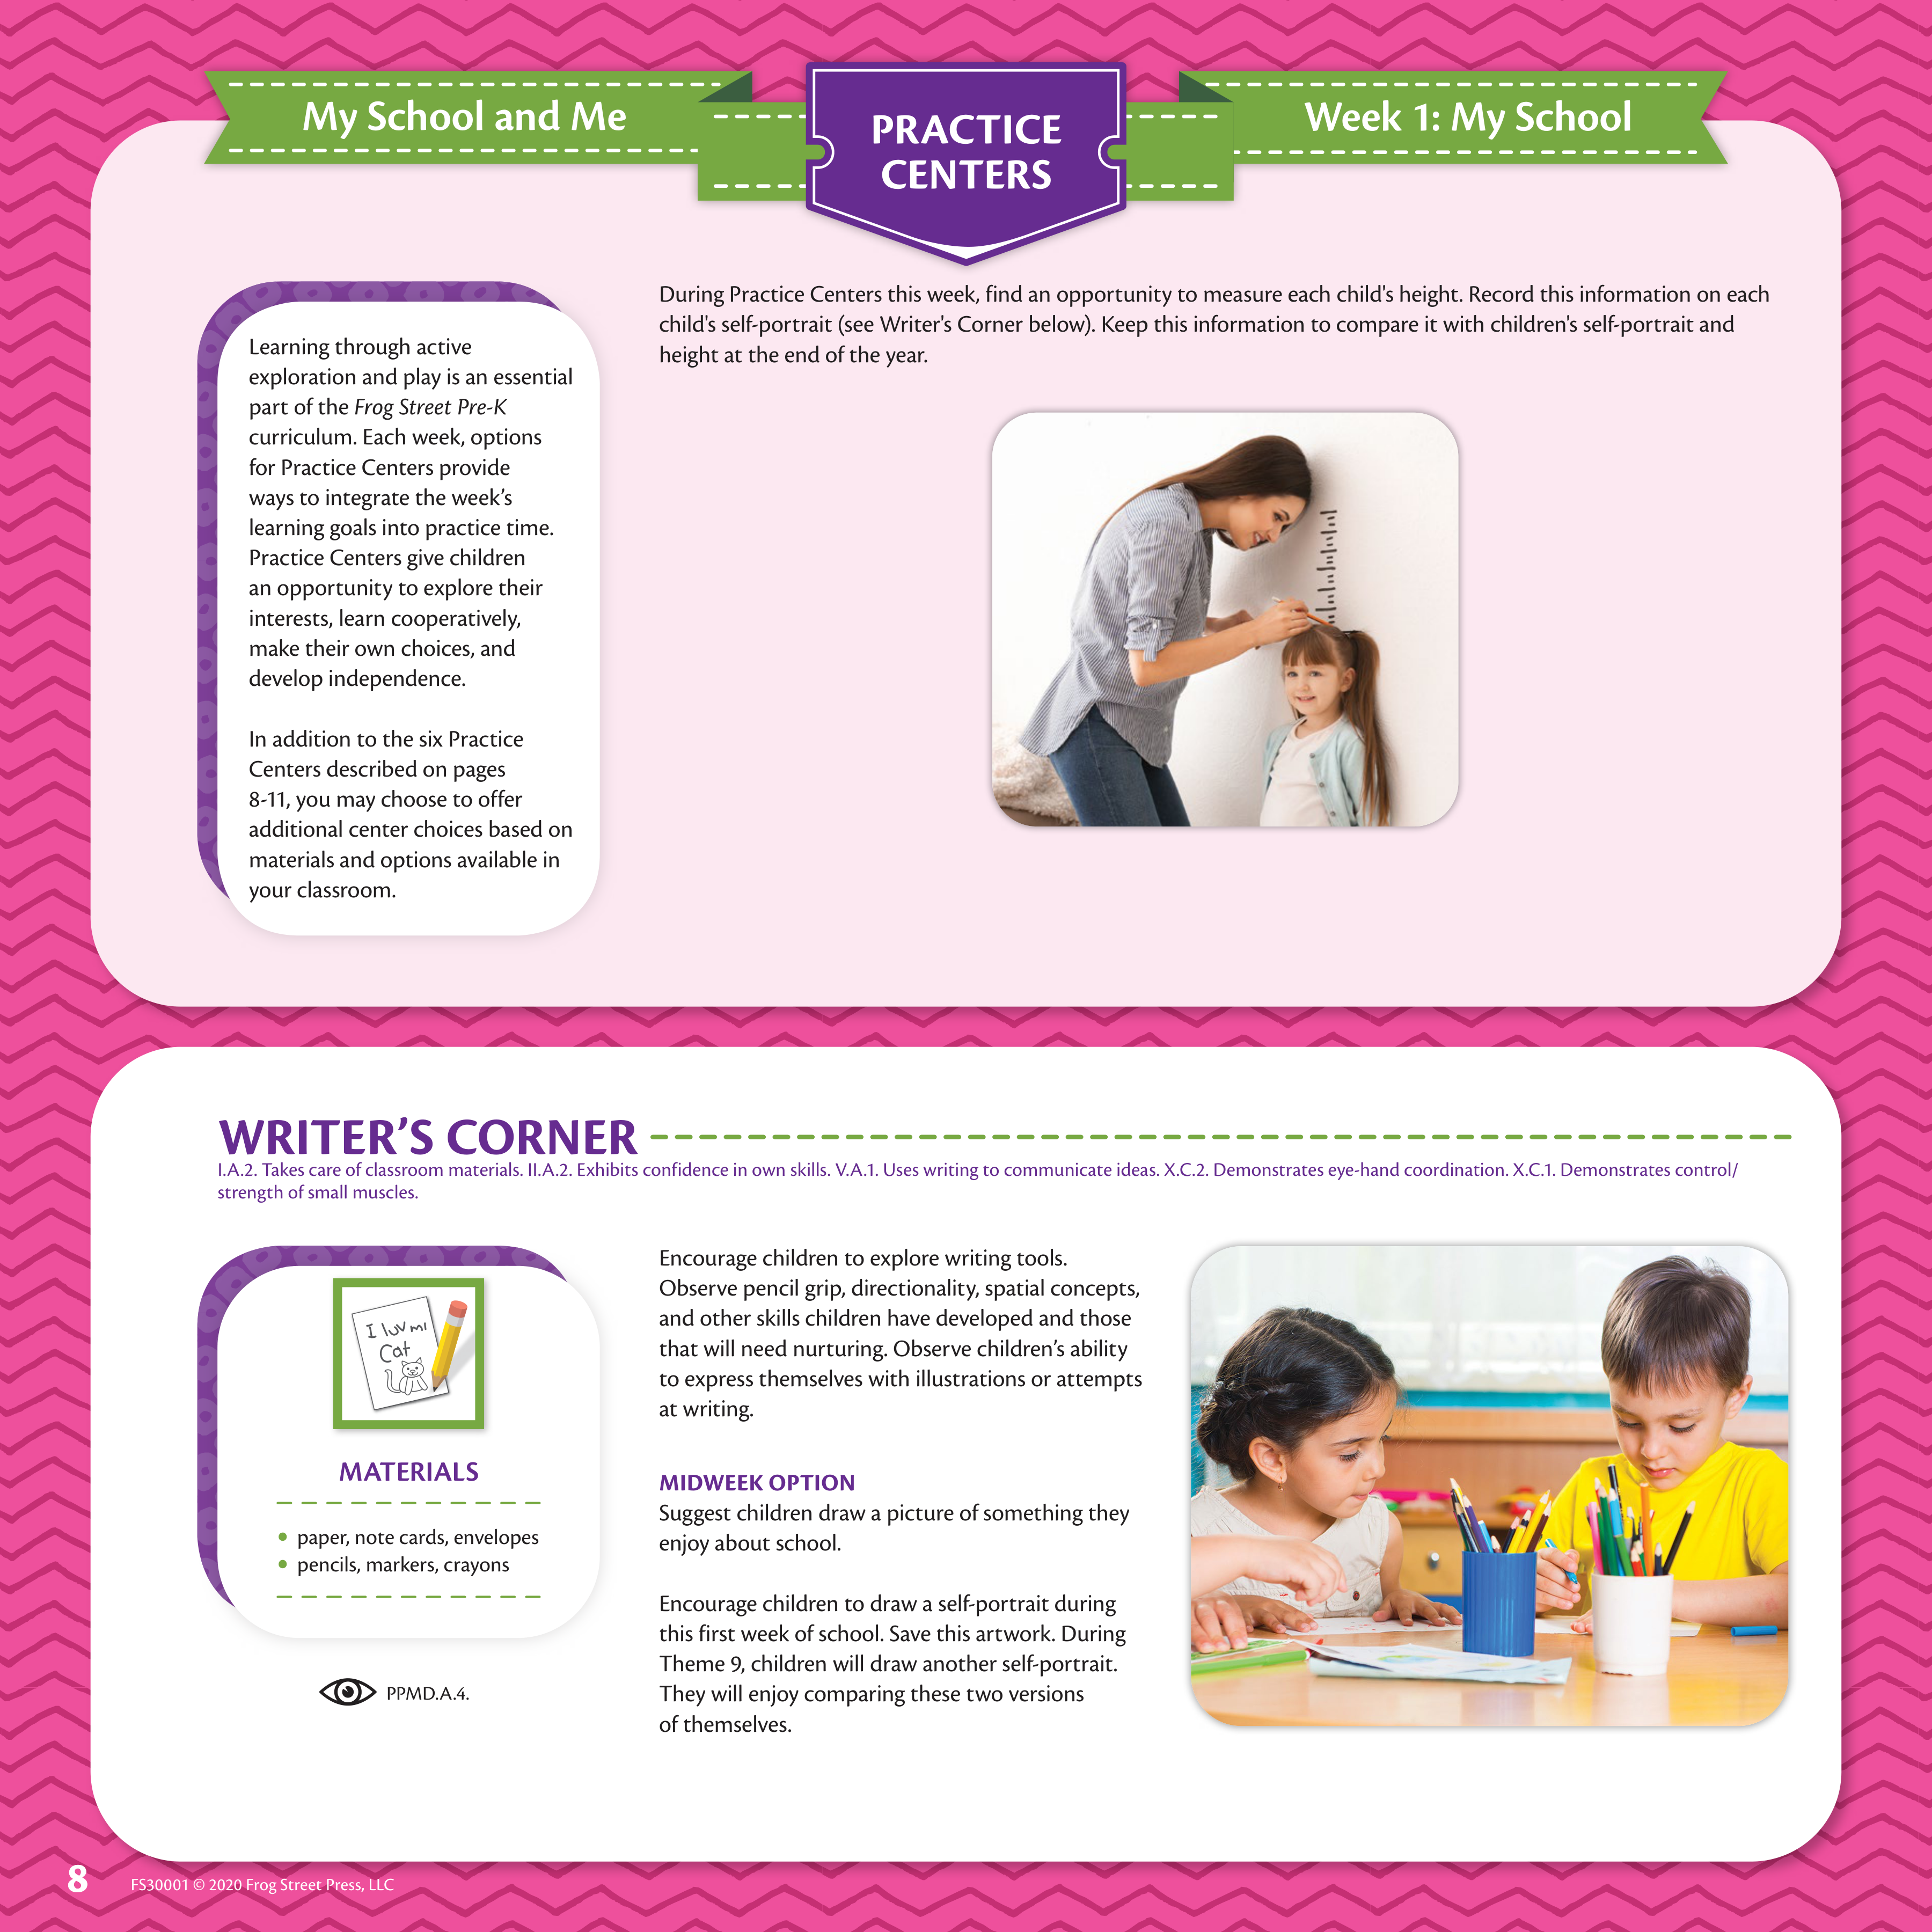 My School and Me
PRACTICE
CENTERS
Week 1: My School
Learning through active
exploration and play is an essential
part of the Frog Street Pre-K
curriculum. Each week, options
for Practice Centers provide
ways to integrate the week’s
learning goals into practice time.
Practice Centers give children
an opportunity to explore their
interests, learn cooperatively,
make their own choices, and
develop independence.
In addition to the six Practice
Centers described on pages
8-11, you may choose to offer
additional center choices based on
materials and options available in
your classroom.
During Practice Centers this week, find an opportunity to measure each child's height. Record this information on each
child's self-portrait (see Writer's Corner below). Keep this information to compare it with children's self-portrait and
height at the end of the year.
WRITER’S CORNER
I.A.2. Takes care of classroom materials. II.A.2. Exhibits confidence in own skills. V.A.1. Uses writing to communicate ideas. X.C.2. Demonstrates eye-hand coordination. X.C.1. Demonstrates control/
strength of small muscles.
I luv mi
Cat
MATERIALS
• paper, note cards, envelopes
• pencils, markers, crayons
PPMD.A.4.
Encourage children to explore writing tools.
Observe pencil grip, directionality, spatial concepts,
and other skills children have developed and those
that will need nurturing. Observe children’s ability
to express themselves with illustrations or attempts
at writing.
MIDWEEK OPTION
Suggest children draw a picture of something they
enjoy about school.
Encourage children to draw a self-portrait during
this first week of school. Save this artwork. During
Theme 9, children will draw another self-portrait.
They will enjoy comparing these two versions
of themselves.
8
FS30001 © 2020 Frog Street Press, LLC